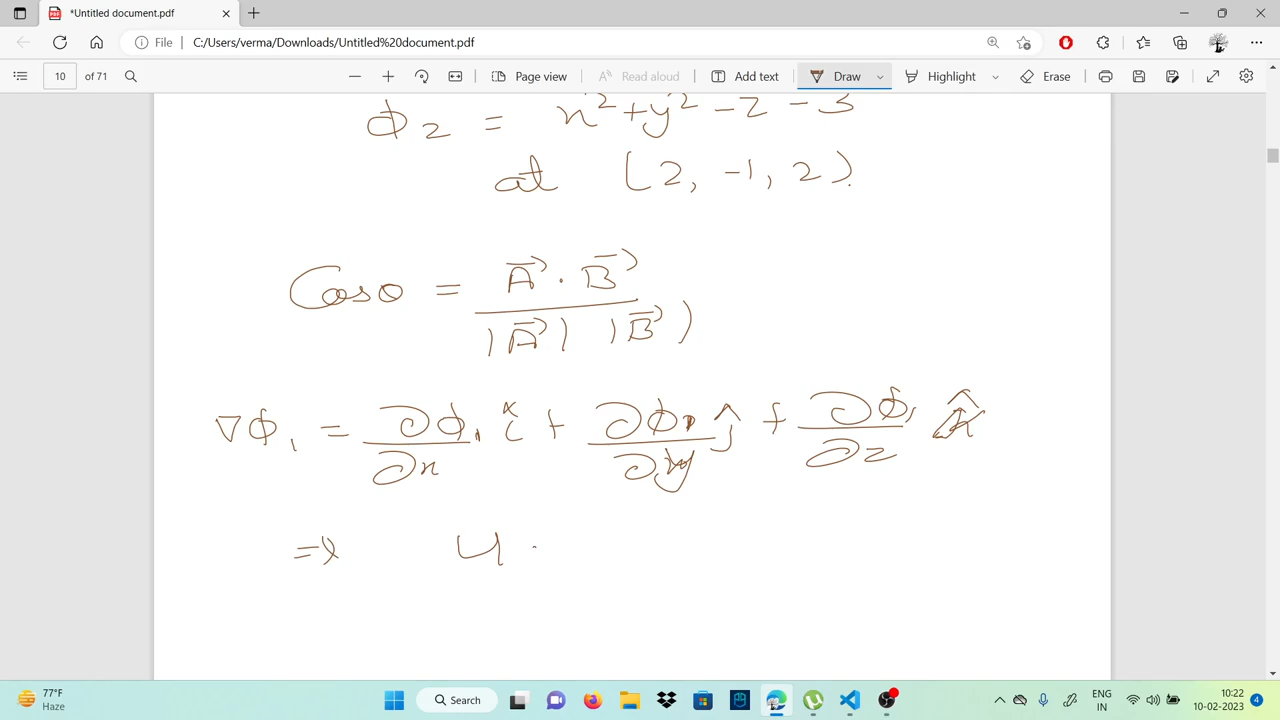 *Untitled document.pdf
File C:/Users/verma/Downloads/Untitled%20document.pdf
10 of 71 Page view Read aloud Add text Draw Highlight Erase
ϕ2 = x²+y²-z-3
at (2, -1, 2).
Cosθ = A⃗ · B⃗
|A⃗| |B⃗|
∇ϕ1 = ∂ϕ1/∂x î + ∂ϕ1/∂y ĵ + ∂ϕ1/∂z k̂
=> 4
77°F
Haze
Search
ENG
IN
10:22
10-02-2023
4